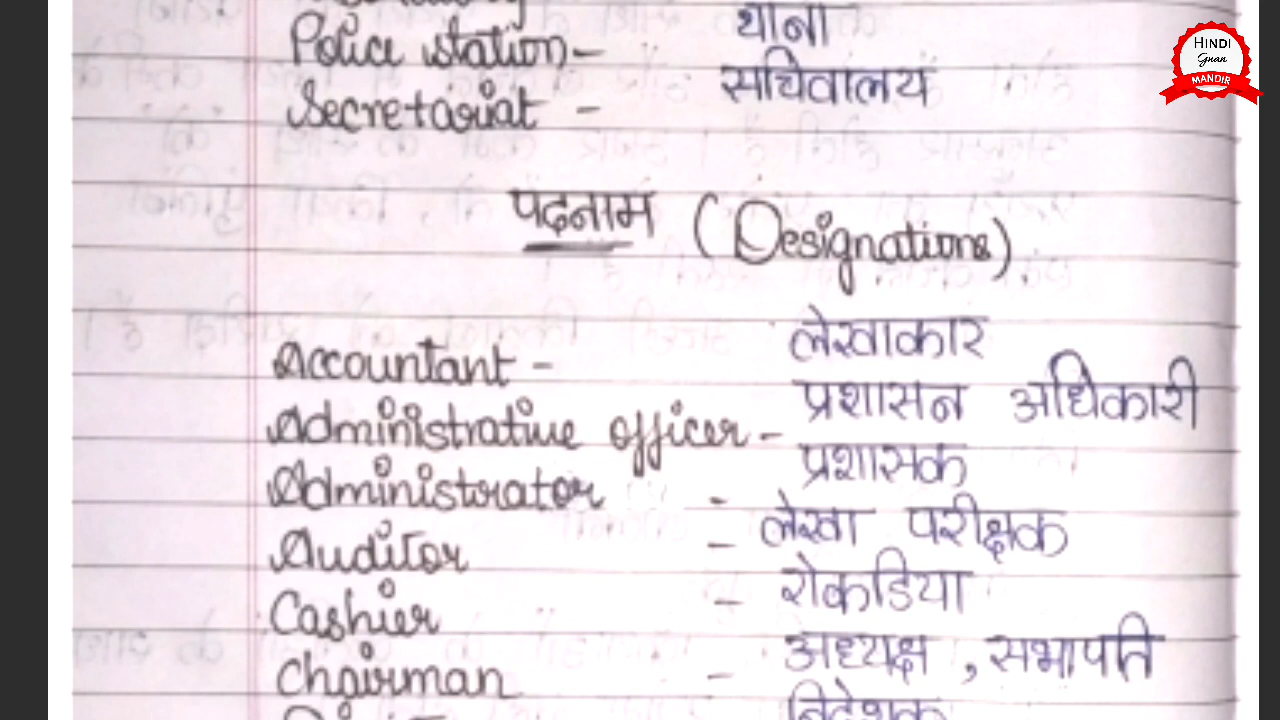 Police station- थाना
Secretariat - सचिवालय
पदनाम (Designations)
Accountant - लेखाकार
Administrative officer- प्रशासन अधिकारी
Administrator - प्रशासक
Auditor - लेखा परीक्षक
Cashier - रोकडिया
Chairman - अध्यक्ष , सभापति
निदेशक
HINDI
Gyan
MANDIR